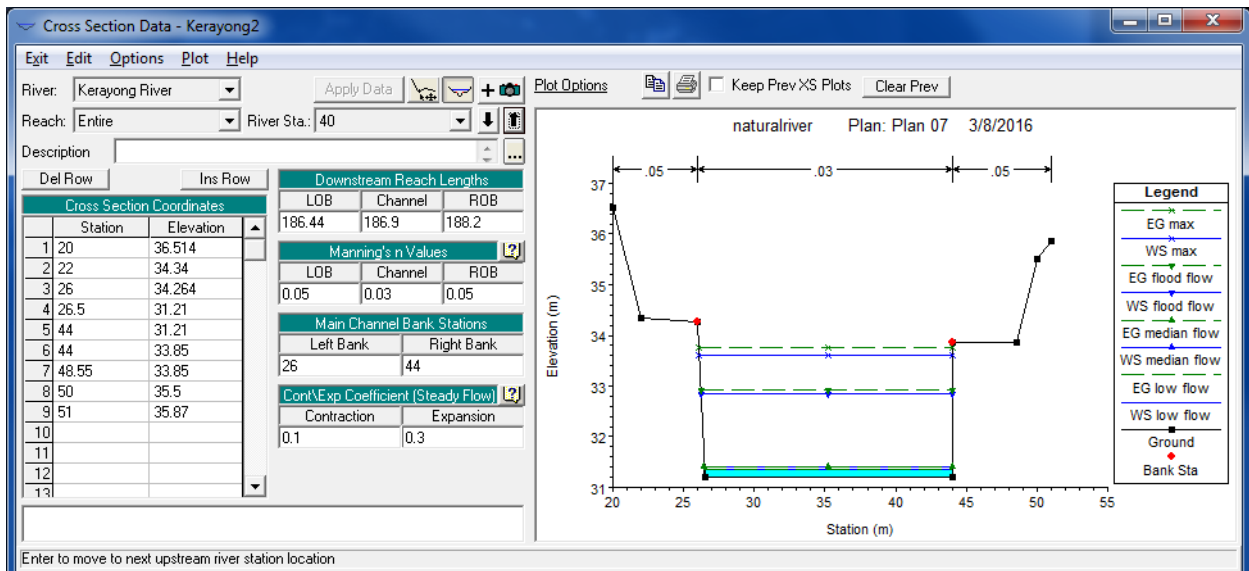 Cross Section Data - Kerayong2
Exit Edit Options Plot Help
River: Kerayong River Apply Data
Reach: Entire River Sta.: 40
Description ...
Del Row Ins Row
Cross Section Coordinates
Station Elevation
1 20 36.514
2 22 34.34
3 26 34.264
4 26.5 31.21
5 44 31.21
6 44 33.85
7 48.55 33.85
8 50 35.5
9 51 35.87
10
11
12
13
Downstream Reach Lengths
LOB Channel ROB
186.44 186.9 188.2
Manning's n Values
LOB Channel ROB
0.05 0.03 0.05
Main Channel Bank Stations
Left Bank Right Bank
26 44
Cont\Exp Coefficient (Steady Flow)
Contraction Expansion
0.1 0.3
Plot Options Keep Prev XS Plots Clear Prev
naturalriver Plan: Plan 07 3/8/2016
.05 .03 .05
37
36
35
34
33
32
31
Elevation (m)
20 25 30 35 40 45 50 55
Station (m)
Legend
EG max
WS max
EG flood flow
WS flood flow
EG median flow
WS median flow
EG low flow
WS low flow
Ground
Bank Sta
Enter to move to next upstream river station location